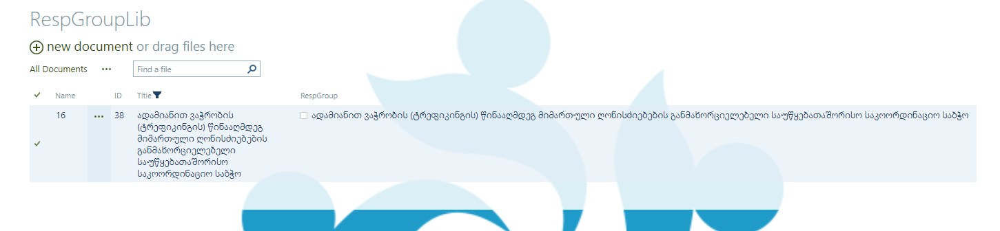 RespGroupLib
new document or drag files here
All Documents ••• Find a file
Name ID Title RespGroup
16 ••• 38 ადამიანით ვაჭრობის ადამიანით ვაჭრობის (ტრეფიკინგის) წინააღმდეგ მიმართული ღონისძიებების განმახორციელებელი საუწყებათაშორისო საკოორდინაციო საბჭო
(ტრეფიკინგის) წინააღმდეგ
მიმართული ღონისძიებების
განმახორციელებელი
საუწყებათაშორისო
საკოორდინაციო საბჭო